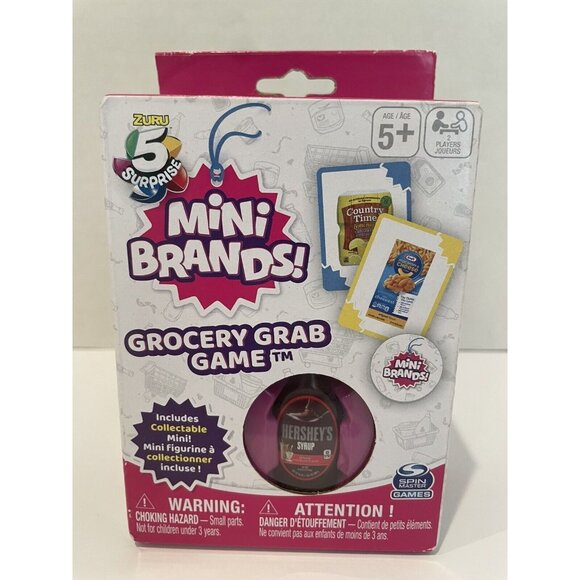 ZURU
5
SURPRISE
MiNi
BRANDS!
AGE / ÂGE
5+
2
PLAYERS
JOUEURS
Country
Time
Kraft
Cheese
GROCERY GRAB
GAME™
MiNi
BRANDS!
Includes
Collectable
Mini!
Mini figurine à
collectionner
incluse !
HERSHEY'S
SYRUP
SPIN
MASTER
GAMES
WARNING:
CHOKING HAZARD — Small parts.
Not for children under 3 years.
ATTENTION !
DANGER D'ÉTOUFFEMENT — Contient de petits éléments.
Ne convient pas aux enfants de moins de 3 ans.